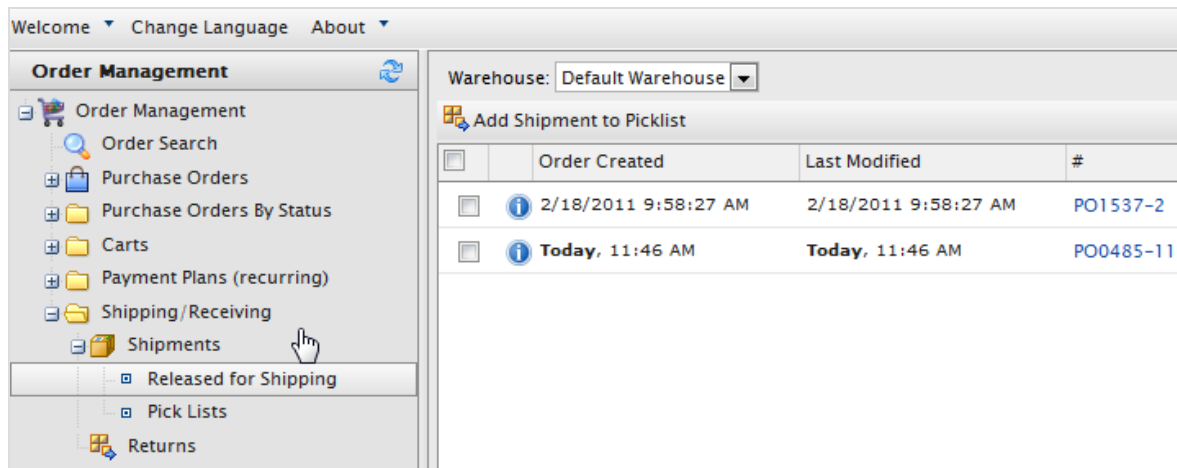 Welcome Change Language About
Order Management
Warehouse: Default Warehouse
Order Management
Add Shipment to Picklist
Order Search
Order Created Last Modified #
Purchase Orders
2/18/2011 9:58:27 AM 2/18/2011 9:58:27 AM PO1537-2
Purchase Orders By Status
Carts
Today, 11:46 AM Today, 11:46 AM PO0485-11
Payment Plans (recurring)
Shipping/Receiving
Shipments
Released for Shipping
Pick Lists
Returns